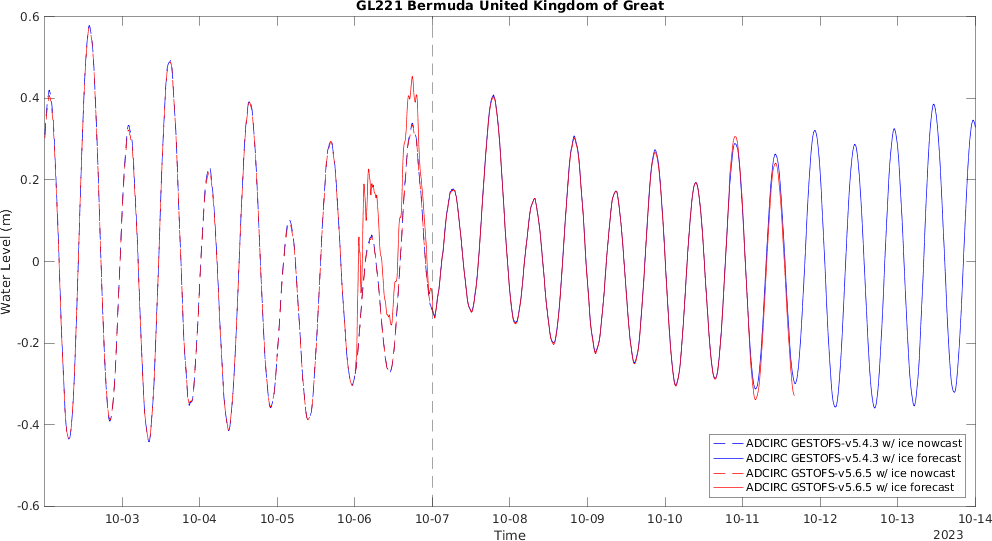 GL221 Bermuda United Kingdom of Great
0.6
0.4
0.2
0
-0.2
-0.4
-0.6
Water Level (m)
10-03 10-04 10-05 10-06 10-07 10-08 10-09 10-10 10-11 10-12 10-13 10-14
Time
2023
ADCIRC GESTOFS-v5.4.3 w/ ice nowcast
ADCIRC GESTOFS-v5.4.3 w/ ice forecast
ADCIRC GSTOFS-v5.6.5 w/ ice nowcast
ADCIRC GSTOFS-v5.6.5 w/ ice forecast